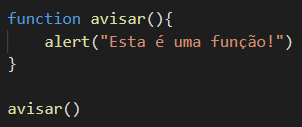 function avisar(){
    alert("Esta é uma função!")
}

avisar()